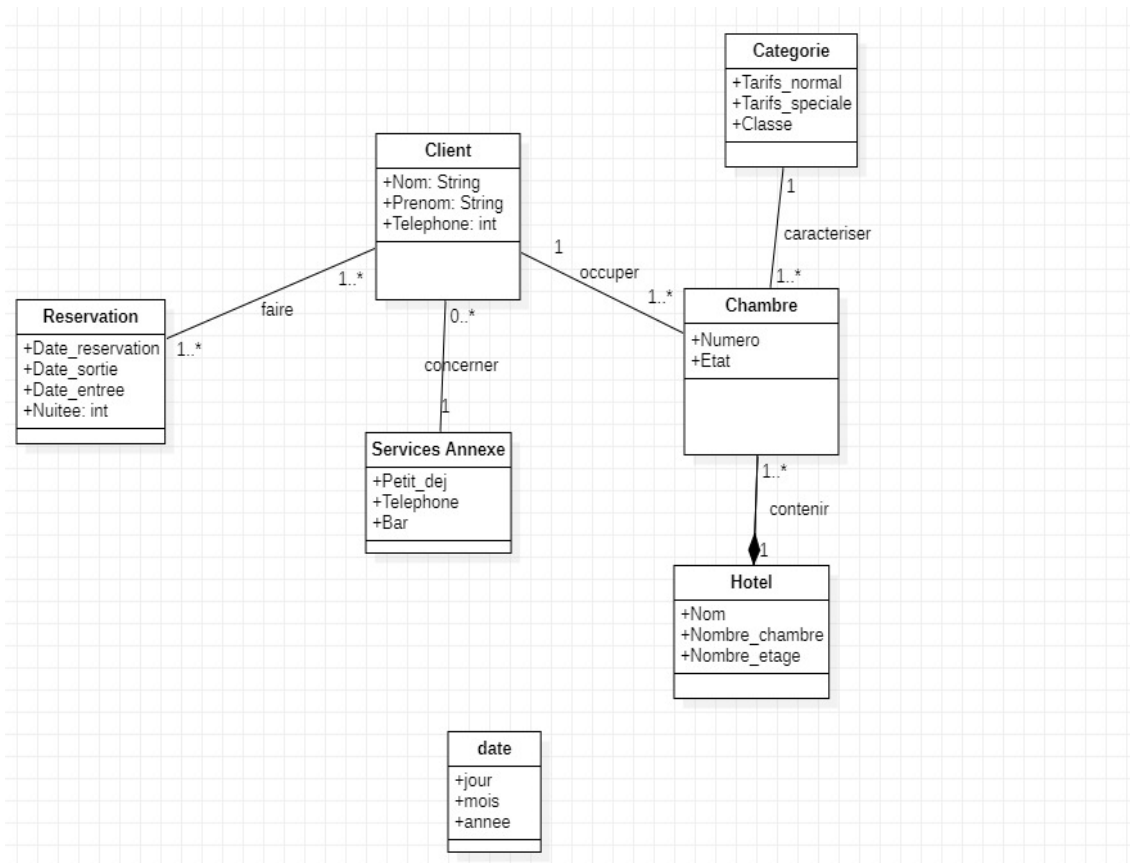 Categorie
+Tarifs_normal
+Tarifs_speciale
+Classe
1
caracteriser
1..*
Client
+Nom: String
+Prenom: String
+Telephone: int
1
occuper
1..*
1..*
faire
1..*
0..*
concerner
1
Reservation
+Date_reservation
+Date_sortie
+Date_entree
+Nuitee: int
Chambre
+Numero
+Etat
Services Annexe
+Petit_dej
+Telephone
+Bar
1..*
contenir
1
Hotel
+Nom
+Nombre_chambre
+Nombre_etage
date
+jour
+mois
+annee